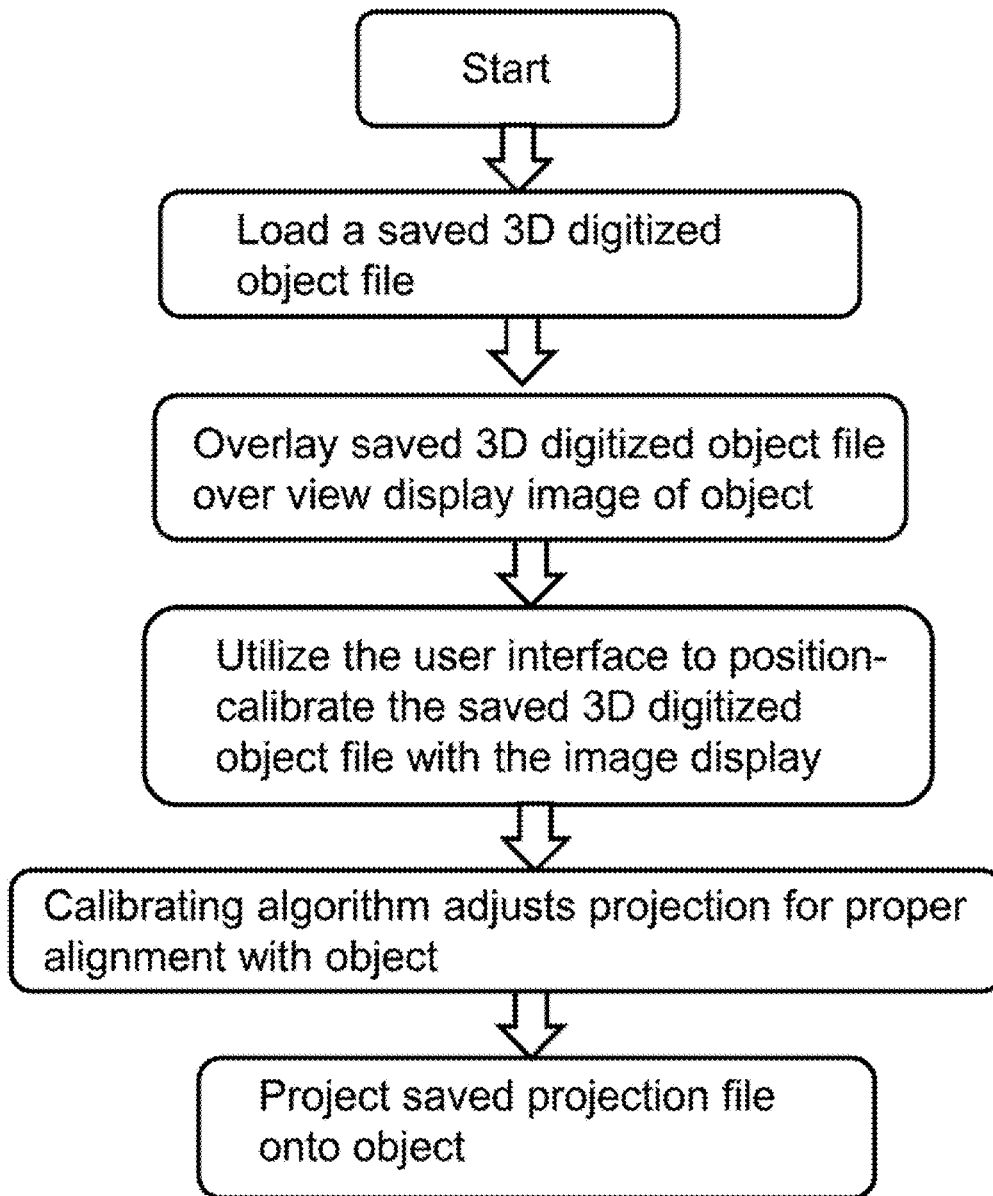 Start
Load a saved 3D digitized
object file
Overlay saved 3D digitized object file
over view display image of object
Utilize the user interface to position-
calibrate the saved 3D digitized
object file with the image display
Calibrating algorithm adjusts projection for proper
alignment with object
Project saved projection file
onto object